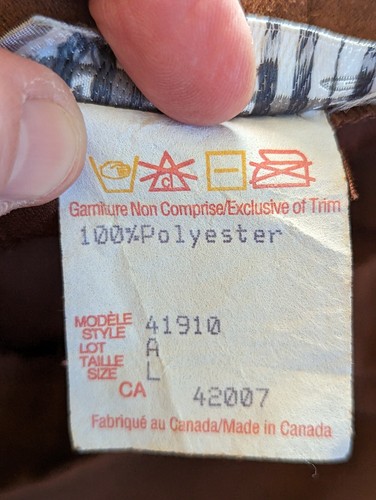 cl
Garniture Non Comprise/Exclusive of Trim
100%Polyester
MODÈLE
STYLE 41910
LOT A
TAILLE
SIZE L
CA 42007
Fabriqué au Canada/Made in Canada